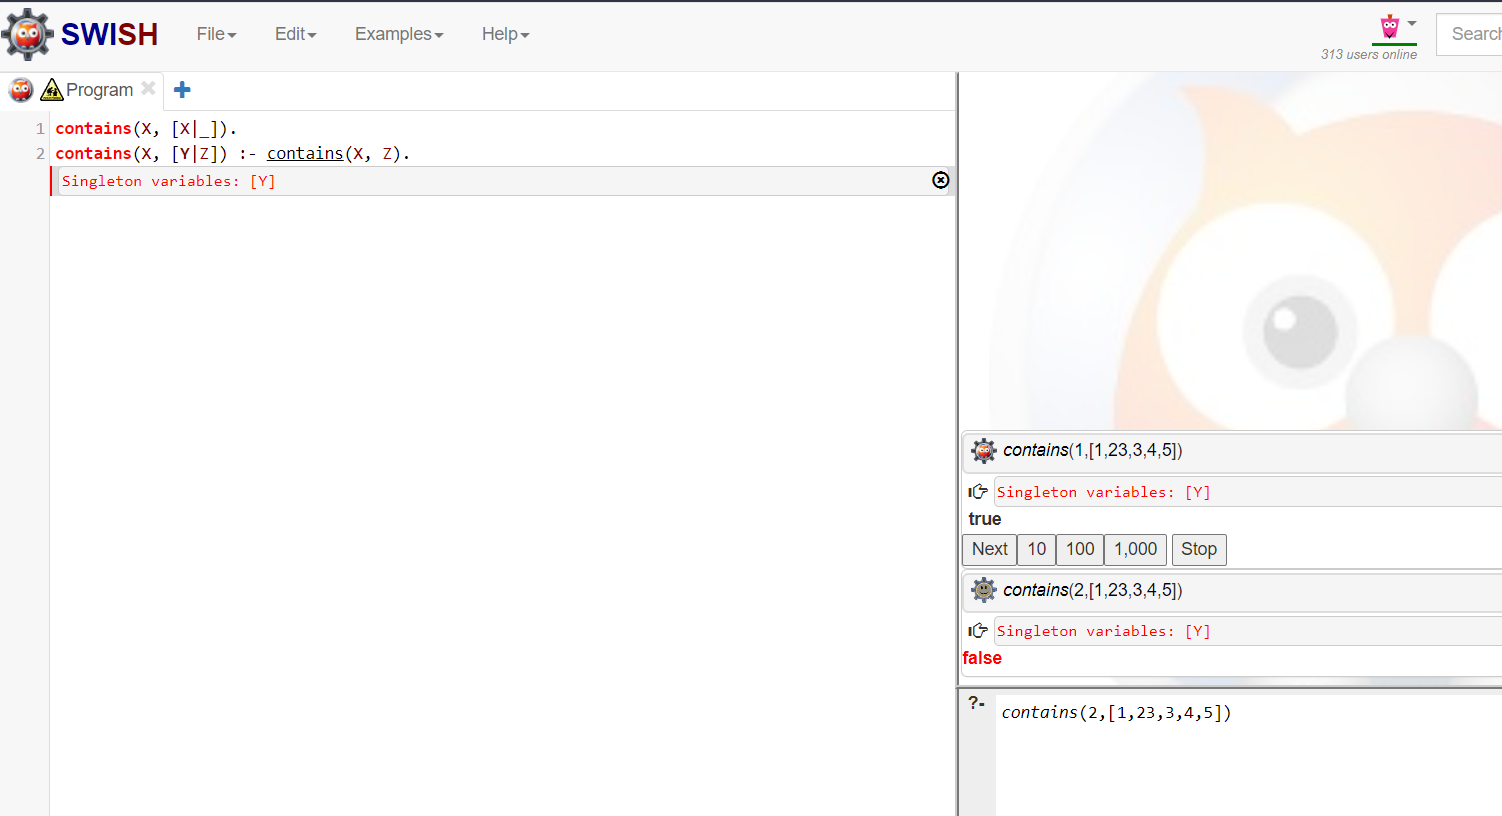 SWISH File Edit Examples Help
313 users online
Search
Program
1 contains(X, [X|_]).
2 contains(X, [Y|Z]) :- contains(X, Z).
Singleton variables: [Y]
contains(1,[1,23,3,4,5])
Singleton variables: [Y]
true
Next 10 100 1,000 Stop
contains(2,[1,23,3,4,5])
Singleton variables: [Y]
false
?- contains(2,[1,23,3,4,5])